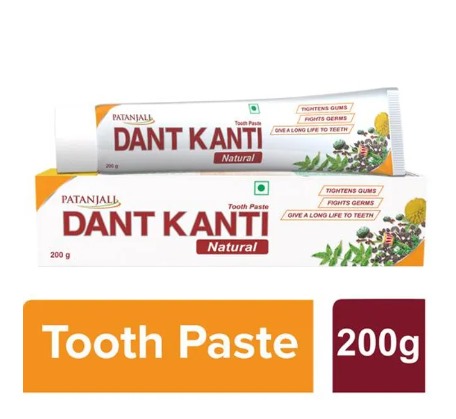 PATANJALI
Tooth Paste
DANT KANTI
Natural
200 g
TIGHTENS GUMS
FIGHTS GERMS
GIVE A LONG LIFE TO TEETH
PATANJALI
Tooth Paste
DANT KANTI
Natural
200 g
TIGHTENS GUMS
FIGHTS GERMS
GIVE A LONG LIFE TO TEETH
Tooth Paste
200g